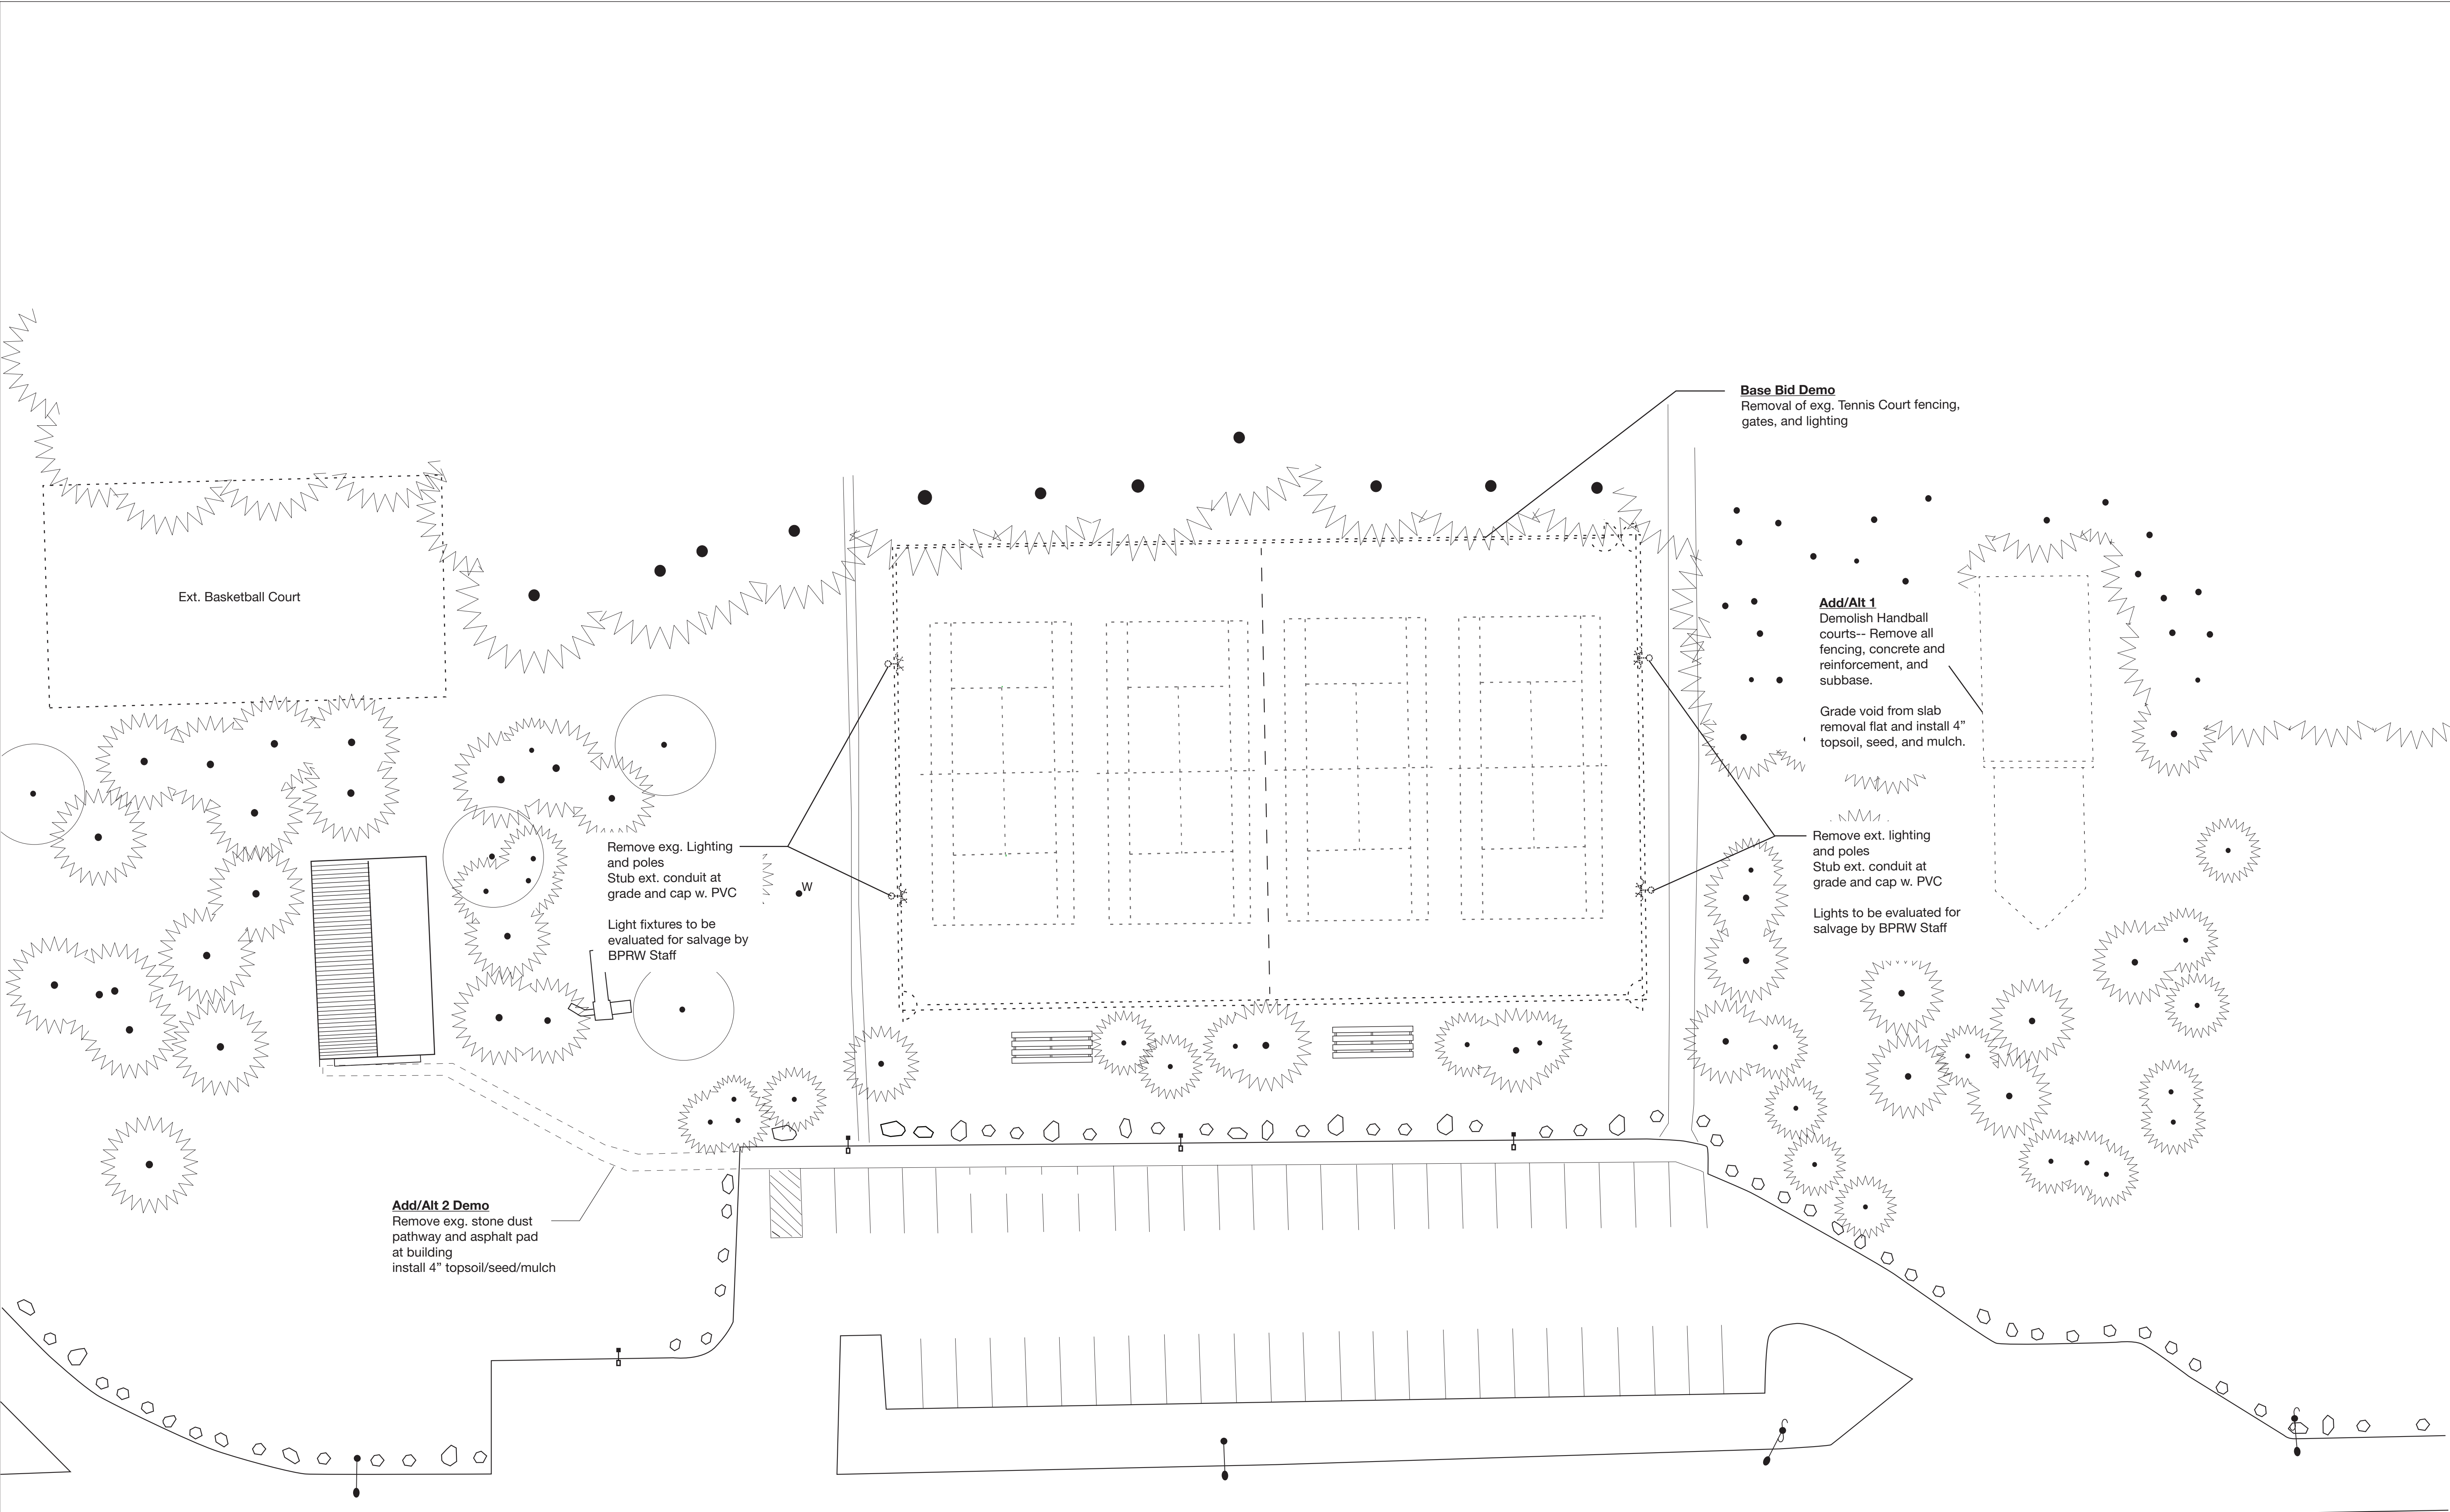 Base Bid Demo
Removal of exg. Tennis Court fencing,
gates, and lighting
Ext. Basketball Court
Add/Alt 1
Demolish Handball
courts-- Remove all
fencing, concrete and
reinforcement, and
subbase.
Grade void from slab
removal flat and install 4”
topsoil, seed, and mulch.
Remove exg. Lighting
and poles
Stub ext. conduit at
grade and cap w. PVC
Light fixtures to be
evaluated for salvage by
BPRW Staff
W
Remove ext. lighting
and poles
Stub ext. conduit at
grade and cap w. PVC
Lights to be evaluated for
salvage by BPRW Staff
Add/Alt 2 Demo
Remove exg. stone dust
pathway and asphalt pad
at building
install 4” topsoil/seed/mulch